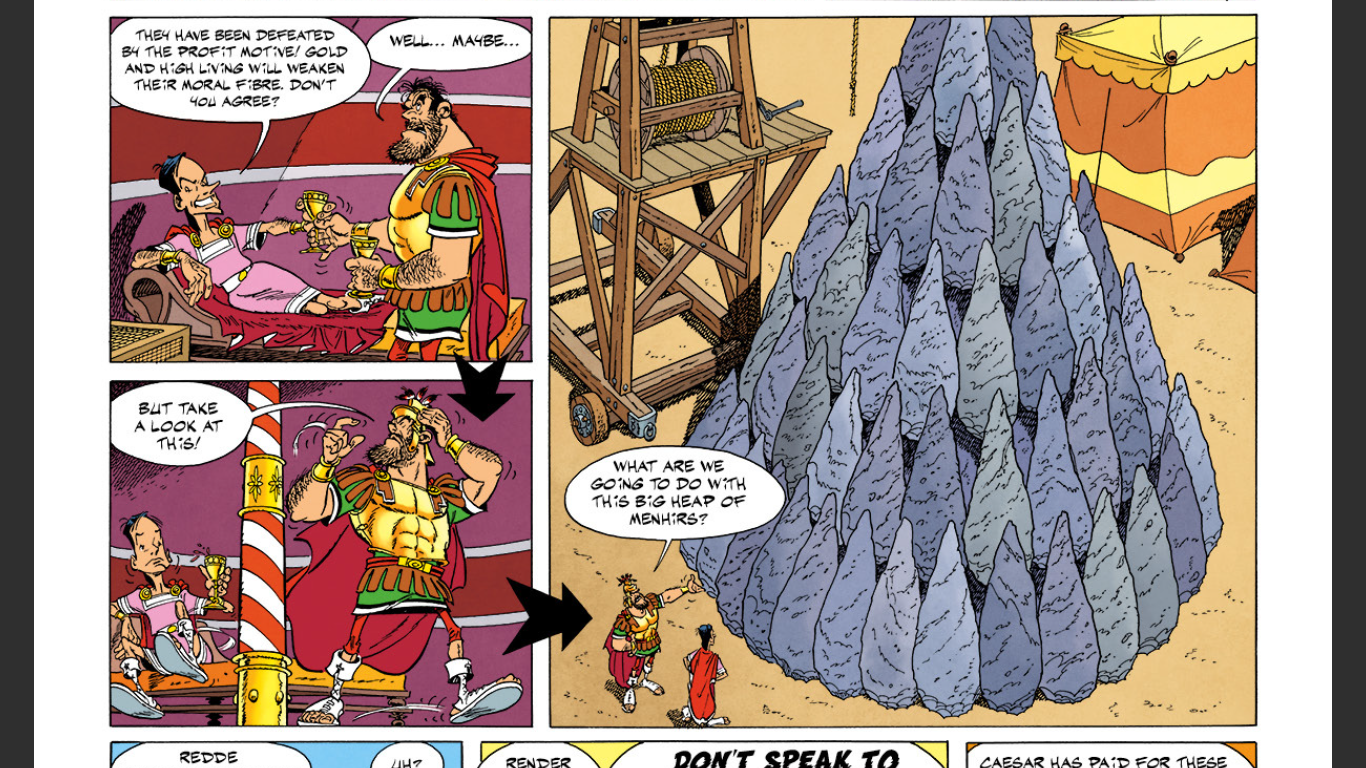 THEY HAVE BEEN DEFEATED
BY THE PROFIT MOTIVE! GOLD
AND HIGH LIVING WILL WEAKEN
THEIR MORAL FIBRE. DON'T
YOU AGREE?
WELL... MAYBE...
BUT TAKE
A LOOK AT
THIS!
WHAT ARE WE
GOING TO DO WITH
THIS BIG HEAP OF
MENHIRS?
REDDE
UH?
RENDER
DON'T SPEAK TO
CAESAR HAS PAID FOR THESE